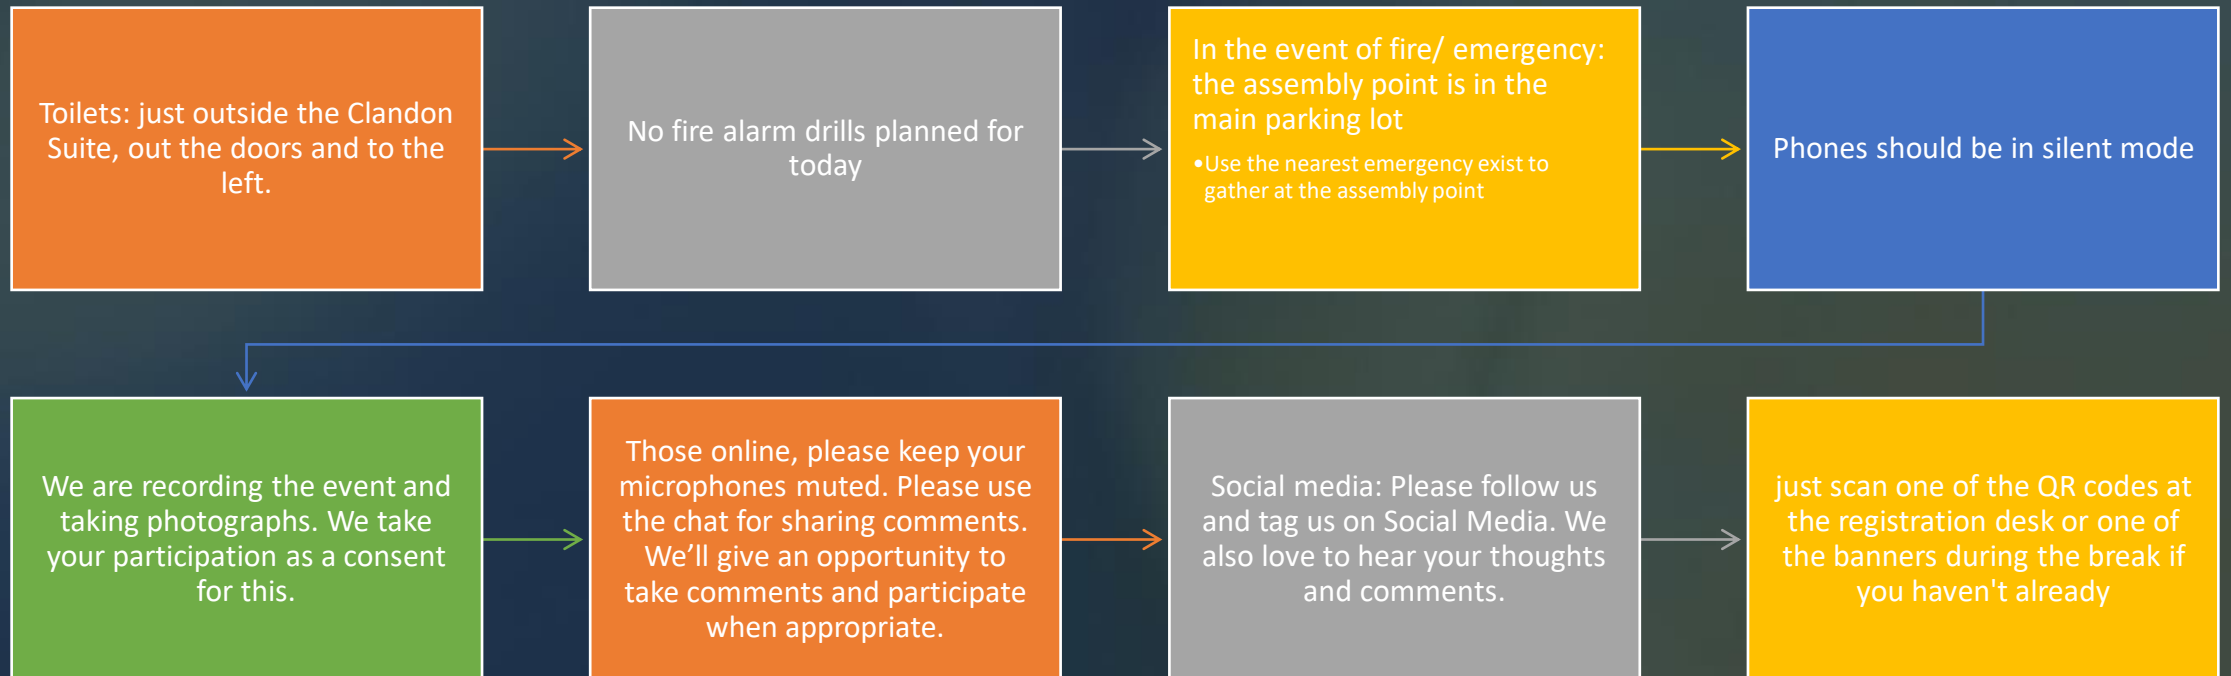 Toilets: just outside the Clandon
Suite, out the doors and to the
left.
No fire alarm drills planned for
today
In the event of fire/ emergency:
the assembly point is in the
main parking lot
•Use the nearest emergency exist to
gather at the assembly point
Phones should be in silent mode
We are recording the event and
taking photographs. We take
your participation as a consent
for this.
Those online, please keep your
microphones muted. Please use
the chat for sharing comments.
We’ll give an opportunity to
take comments and participate
when appropriate.
Social media: Please follow us
and tag us on Social Media. We
also love to hear your thoughts
and comments.
just scan one of the QR codes at
the registration desk or one of
the banners during the break if
you haven't already